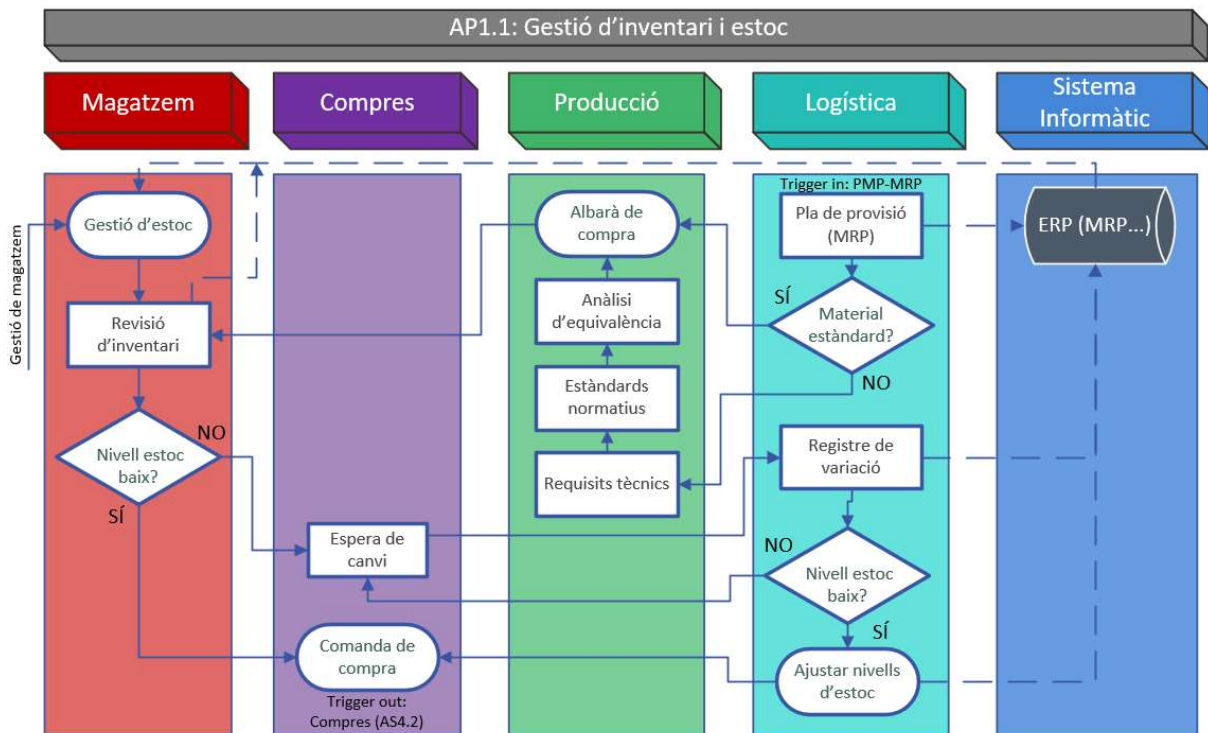 AP1.1: Gestió d'inventari i estoc
Magatzem
Compres
Producció
Logística
Sistema
Informàtic
Gestió de magatzem
Gestió d'estoc
Revisió
d'inventari
Nivell estoc
baix?
NO
SÍ
Espera de
canvi
Comanda de
compra
Trigger out:
Compres (AS4.2)
Albarà de
compra
Anàlisi
d'equivalència
Estàndards
normatius
Requisits tècnics
Trigger in: PMP-MRP
Pla de provisió
(MRP)
SÍ
Material
estàndard?
NO
Registre de
variació
NO
Nivell estoc
baix?
SÍ
Ajustar nivells
d'estoc
ERP (MRP...)